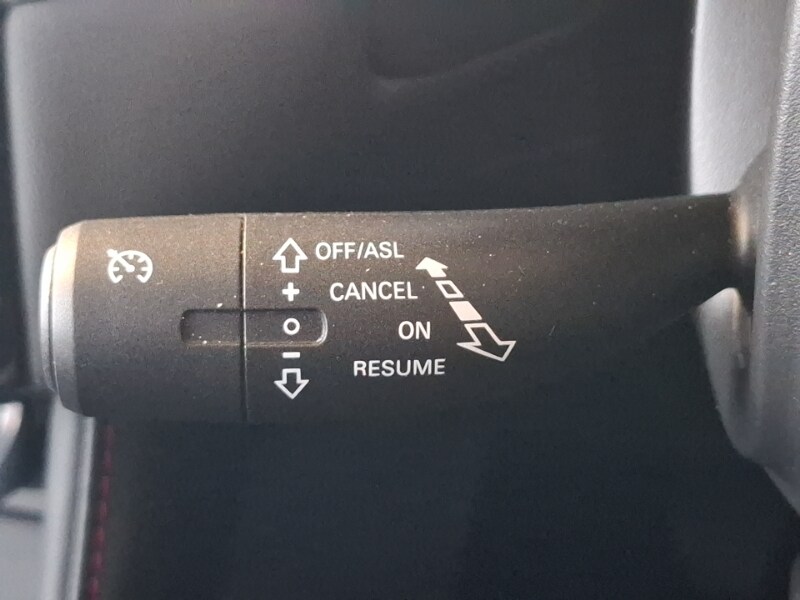 OFF/ASL
+ CANCEL
ON
– RESUME